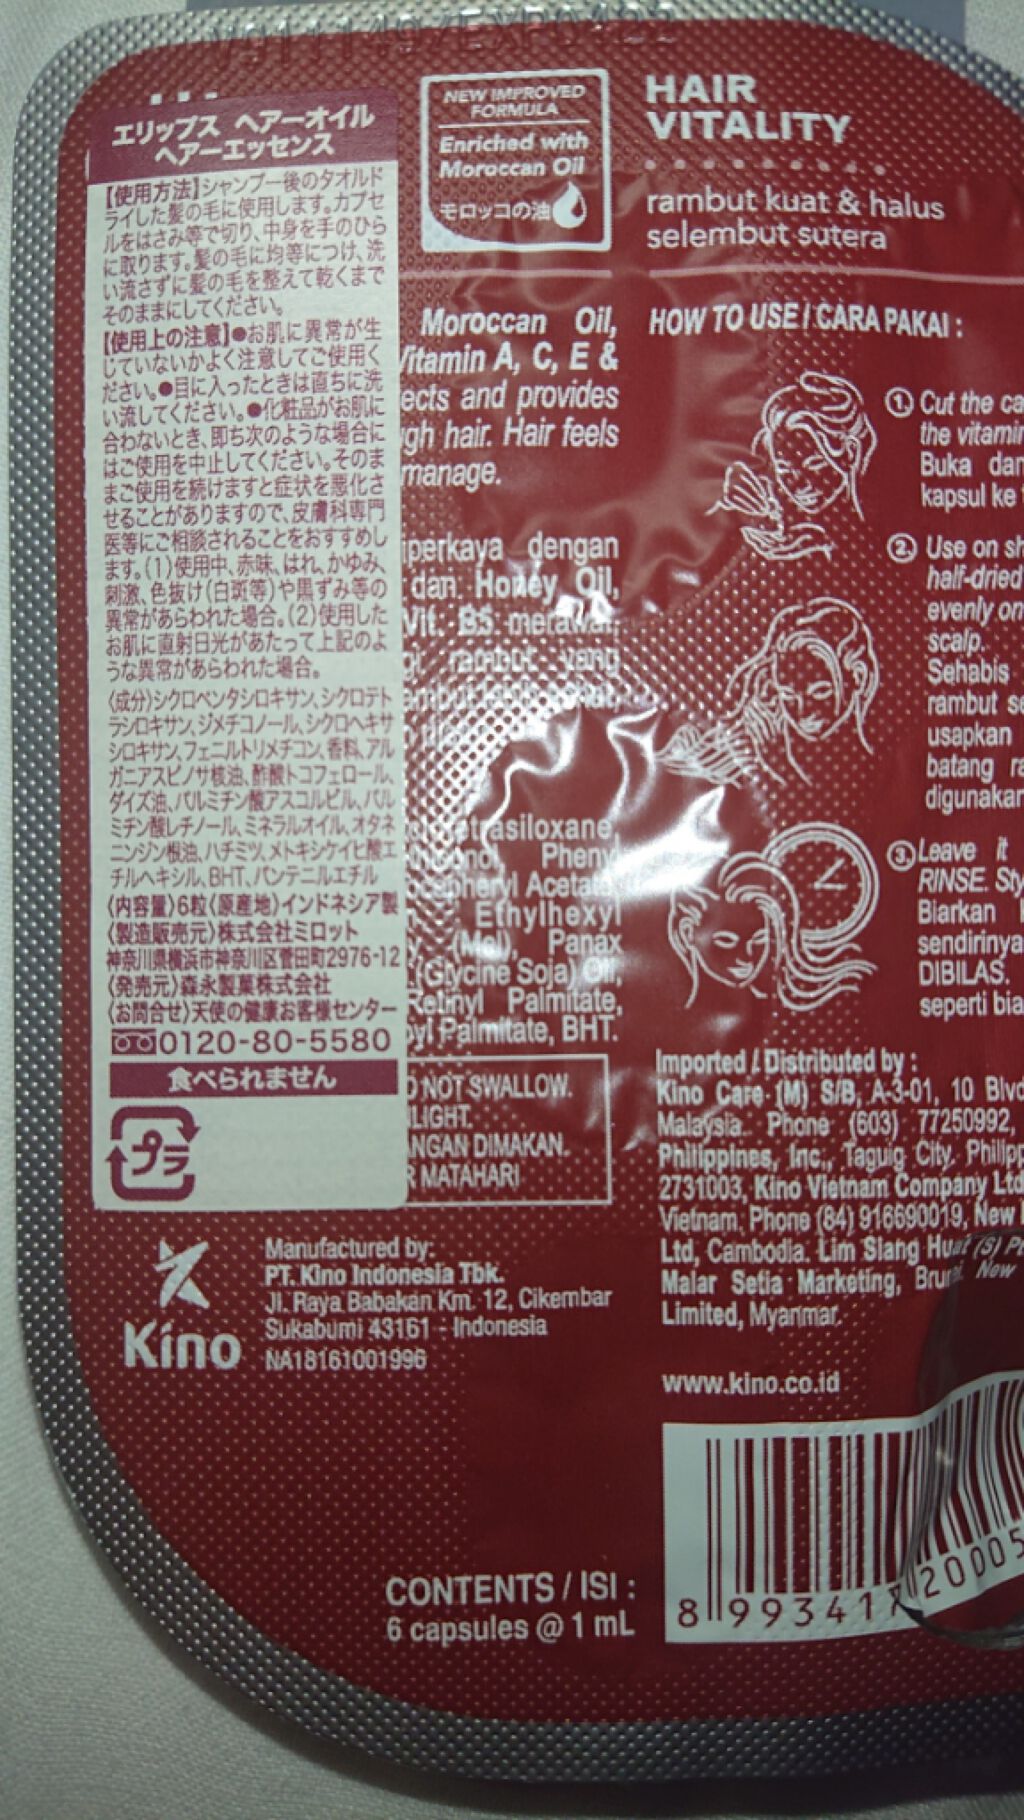 エリップス ヘアーオイル
ヘアーエッセンス
【使用方法】シャンプー後のタオルド
ライした髪の毛に使用します。カプセ
ルをはさみ等で切り、中身を手のひら
に取ります。髪の毛に均等につけ、洗
い流さずに髪の毛を整えて乾くまで
そのままにしてください。
【使用上の注意】●お肌に異常が生
じていないかよく注意してご使用く
ださい。●目に入ったときは直ちに洗
い流してください。●化粧品がお肌に
合わないとき、即ち次のような場合に
はご使用を中止してください。そのま
まご使用を続けますと症状を悪化さ
せることがありますので、皮膚科専門
医等にご相談されることをおすすめし
ます。(1)使用中、赤味、はれ、かゆみ、
刺激、色抜け(白斑等)や黒ずみ等の
異常があらわれた場合。(2)使用した
お肌に直射日光があたって上記のよ
うな異常があらわれた場合。
〈成分〉シクロペンタシロキサン、シクロテト
ラシロキサン、ジメチコノール、シクロヘキサ
シロキサン、フェニルトリメチコン、香料、アル
ガニアスピノサ核油、酢酸トコフェロール、
ダイズ油、パルミチン酸アスコルビル、パル
ミチン酸レチノール、ミネラルオイル、オタネ
ニンジン根油、ハチミツ、メトキシケイヒ酸エ
チルヘキシル、BHT、パンテニルエチル
〈内容量〉6粒〈原産地〉インドネシア製
〈製造販売元〉株式会社ミロット
神奈川県横浜市神奈川区菅田町2976-12
〈発売元〉森永製菓株式会社
〈お問合せ〉天使の健康お客様センター
0120-80-5580
食べられません
プラ
NEW IMPROVED
FORMULA
Enriched with
Moroccan Oil
モロッコの油
HAIR
VITALITY
rambut kuat & halus
selembut sutera
Moroccan Oil,
Vitamin A, C, E &
and provides
hair. Hair feels
manage.
dengan
dan Honey Oil,
Vit. B5
Phenyl
Acetate
Ethylhexyl
(Mel), Panax
(Glycine Soja) Oil,
Retinyl Palmitate,
Palmitate, BHT.
NOT SWALLOW.
DIMAKAN.
MATAHARI
HOW TO USE / CARA PAKAI :
1. Cut the
the vitamin
Buka dan
kapsul ke
2. Use on
half-dried
evenly on
scalp.
Sehabis
rambut
usapkan
batang
digunakan
3. Leave it
RINSE.
Biarkan
sendirinya
DIBILAS.
seperti
Imported / Distributed by :
Kino Care (M) S/B, A-3-01, 10 Blvd
Malaysia. Phone (603) 77250992,
Philippines, Inc., Taguig City,
2731003, Kino Vietnam Company Ltd
Vietnam. Phone (84) 916690019, New
Ltd, Cambodia. Lim Siang Huat (S)
Malar Setia Marketing, New
Limited, Myanmar.
www.kino.co.id
Kino
Manufactured by:
PT. Kino Indonesia Tbk.
Jl. Raya Babakan Km. 12, Cikembar
Sukabumi 43161 - Indonesia
NA18161001996
CONTENTS / ISI :
6 capsules @ 1 mL
8 993417 20005